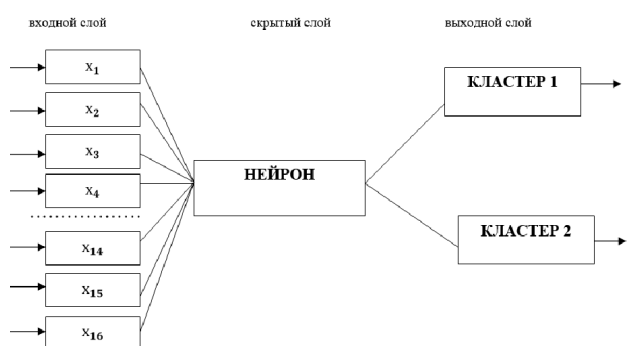 входной слой
скрытый слой
выходной слой
x1
x2
x3
x4
x14
x15
x16
НЕЙРОН
КЛАСТЕР 1
КЛАСТЕР 2